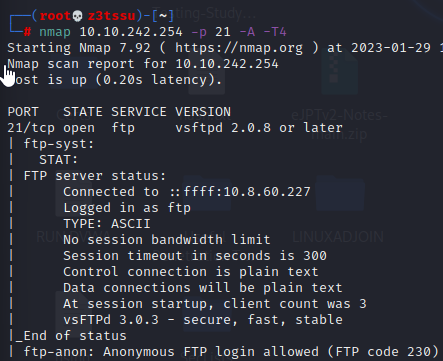 ──(root💀z3tssu)-[~]
└─# nmap 10.10.242.254 -p 21 -A -T4
Starting Nmap 7.92 ( https://nmap.org ) at 2023-01-29 1
Nmap scan report for 10.10.242.254
Host is up (0.20s latency).
PORT   STATE SERVICE VERSION
21/tcp open  ftp     vsftpd 2.0.8 or later
| ftp-syst:
|   STAT:
| FTP server status:
|      Connected to ::ffff:10.8.60.227
|      Logged in as ftp
|      TYPE: ASCII
|      No session bandwidth limit
|      Session timeout in seconds is 300
|      Control connection is plain text
|      Data connections will be plain text
|      At session startup, client count was 3
|      vsFTPd 3.0.3 - secure, fast, stable
|_End of status
| ftp-anon: Anonymous FTP login allowed (FTP code 230)
eJPTv2-Notes-
main.zip
LINUXADJOIN